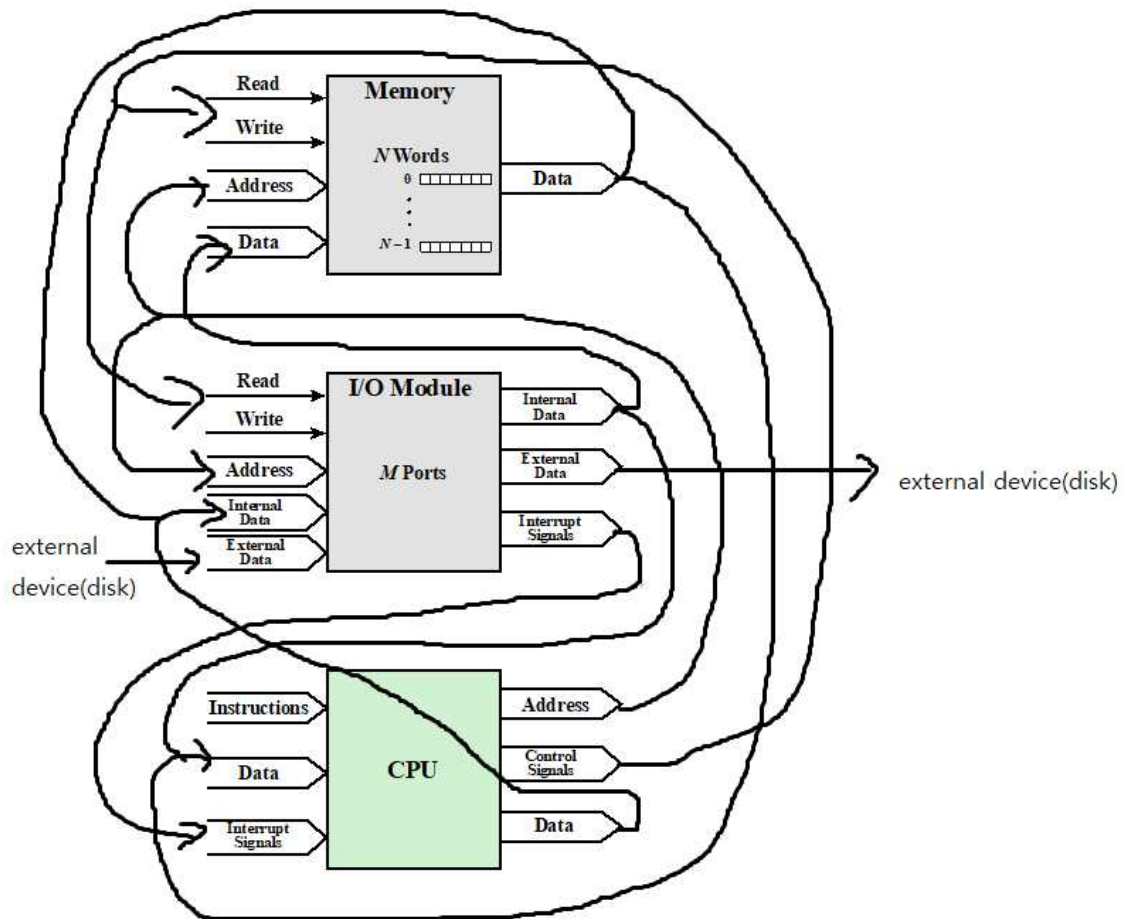 Read
Memory
Write
N Words
Address
0
Data
Data
N−1
Read
I/O Module
Internal
Data
Write
External
Data
Address
M Ports
external device(disk)
Internal
Data
Interrupt
Signals
external
device(disk)
External
Data
Instructions
Address
CPU
Control
Signals
Data
Interrupt
Signals
Data